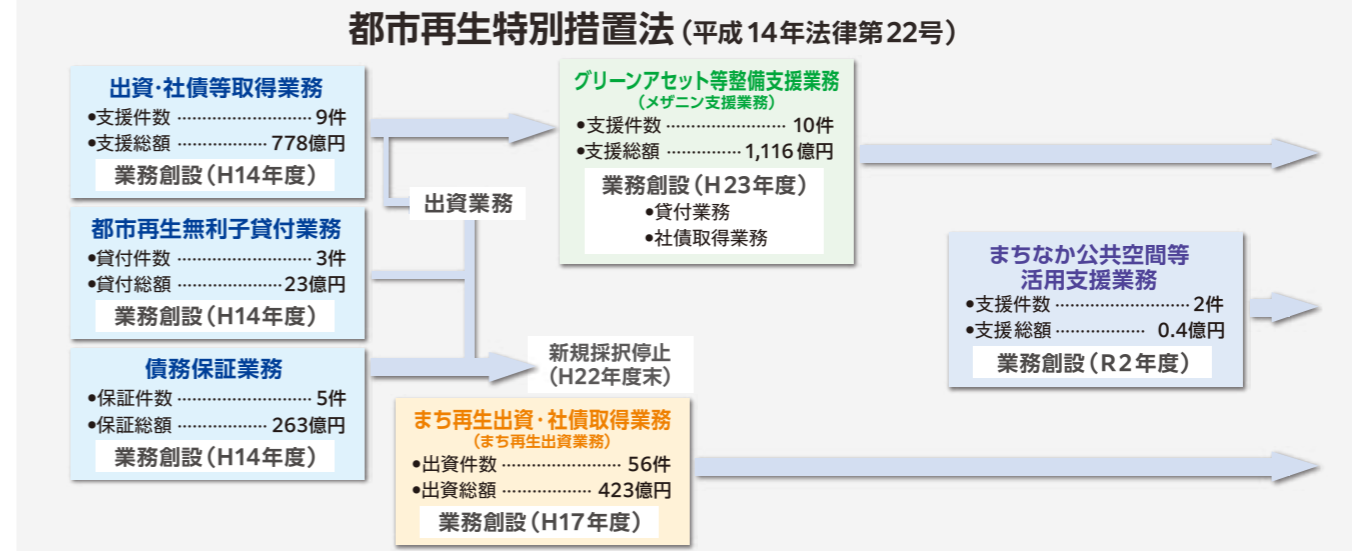 都市再生特別措置法（平成14年法律第22号）
出資･社債等取得業務
•支援件数 ……………………… 9件
•支援総額 ……………… 778億円
業務創設（H14年度）
都市再生無利子貸付業務
•貸付件数 ……………………… 3件
•貸付総額 …………………23億円
業務創設（H14年度）
債務保証業務
•保証件数 ……………………… 5件
•保証総額 ……………… 263億円
業務創設（H14年度）
出資業務
新規採択停止
（H22年度末）
グリーンアセット等整備支援業務
（メザニン支援業務）
•支援件数 …………………… 10件
•支援総額 ……………1,116億円
業務創設（H23年度）
•貸付業務
•社債取得業務
まち再生出資･社債取得業務
（まち再生出資業務）
•出資件数 …………………… 56件
•出資総額 ……………… 423億円
業務創設（H17年度）
まちなか公共空間等
活用支援業務
•支援件数 ……………………… 2件
•支援総額 ……………… 0.4億円
業務創設（R2年度）